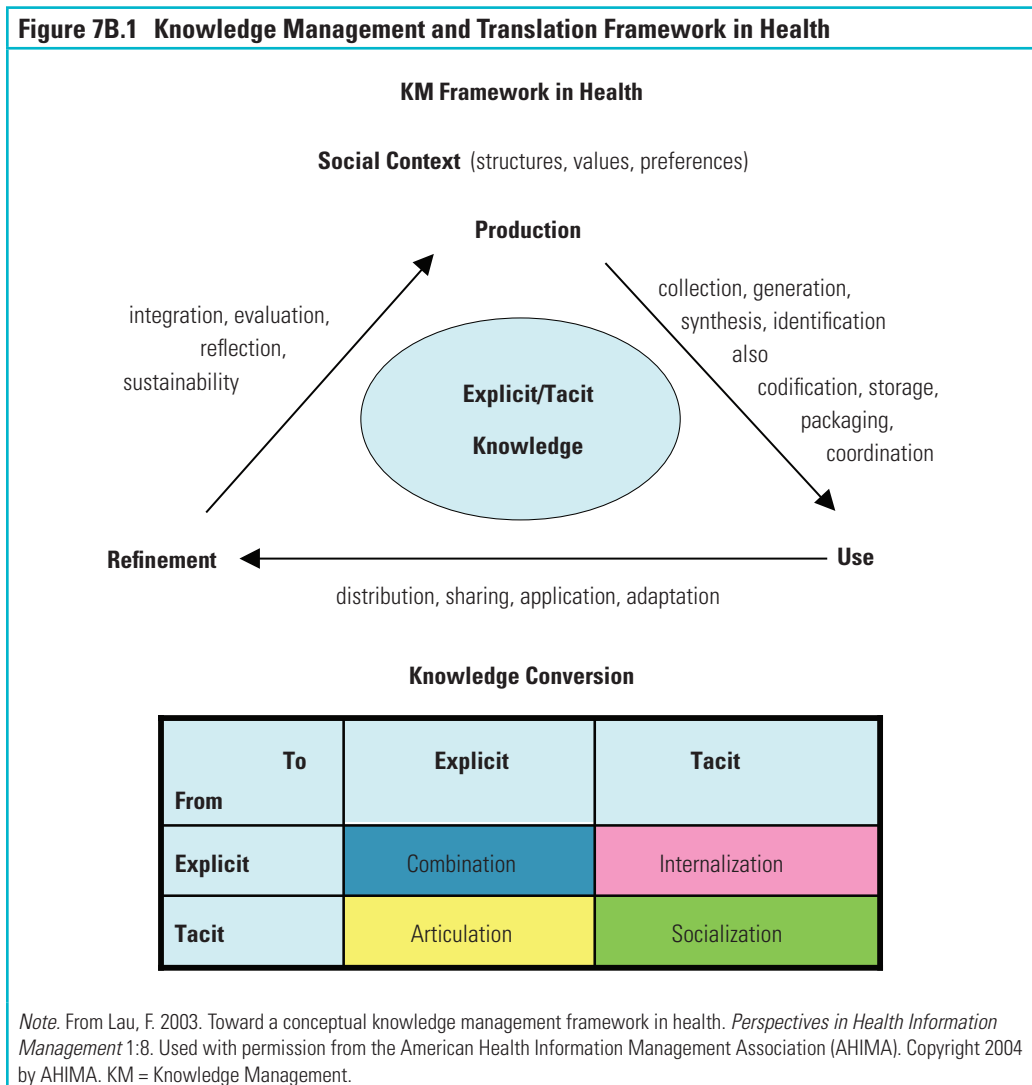 Figure 7B.1 Knowledge Management and Translation Framework in Health
KM Framework in Health
Social Context (structures, values, preferences)
Production
integration, evaluation,
reflection,
sustainability
collection, generation,
synthesis, identification
also
codification, storage,
packaging,
coordination
Explicit/Tacit
Knowledge
Refinement
Use
distribution, sharing, application, adaptation
Knowledge Conversion
To
From
Explicit
Tacit
Explicit
Combination
Internalization
Tacit
Articulation
Socialization
Note. From Lau, F. 2003. Toward a conceptual knowledge management framework in health. Perspectives in Health Information
Management 1:8. Used with permission from the American Health Information Management Association (AHIMA). Copyright 2004
by AHIMA. KM = Knowledge Management.